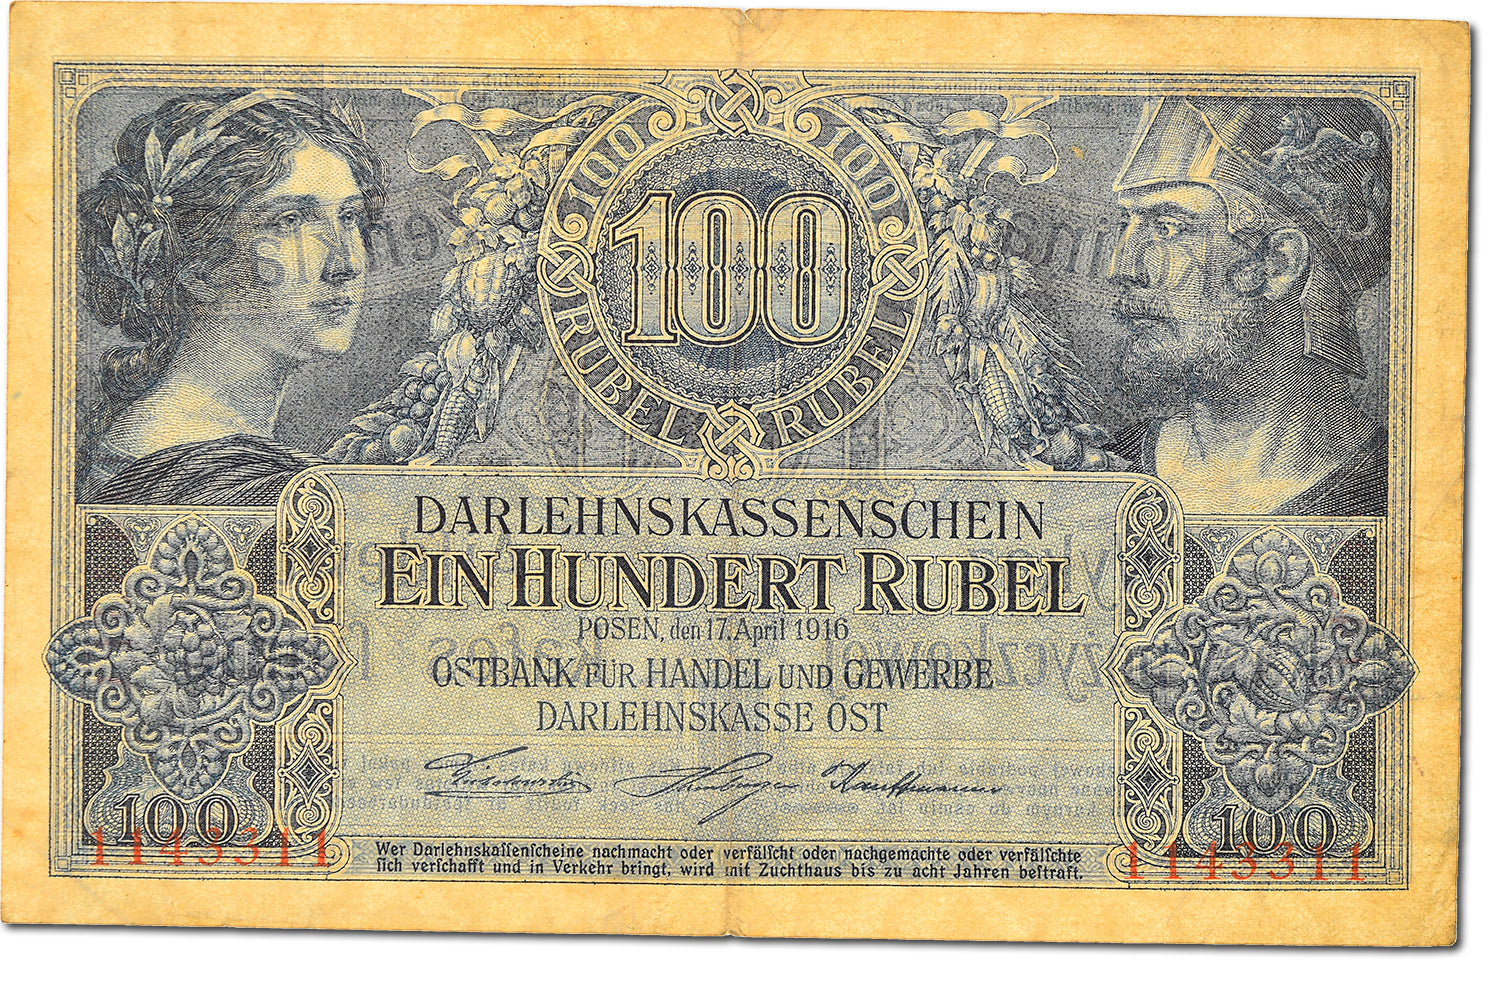 100 100
100
RUBEL RUBEL
DARLEHNSKASSENSCHEIN
EIN HUNDERT RUBEL
POSEN, den 17. April 1916
OSTBANK FÜR HANDEL UND GEWERBE
DARLEHNSKASSE OST
Kauffmann
100 100
1143311 1143311
Wer Darlehnskaſſenſcheine nachmacht oder verfälſcht oder nachgemachte oder verfälſchte
ſich verſchafft und in Verkehr bringt, wird mit Zuchthaus bis zu acht Jahren beſtraft.